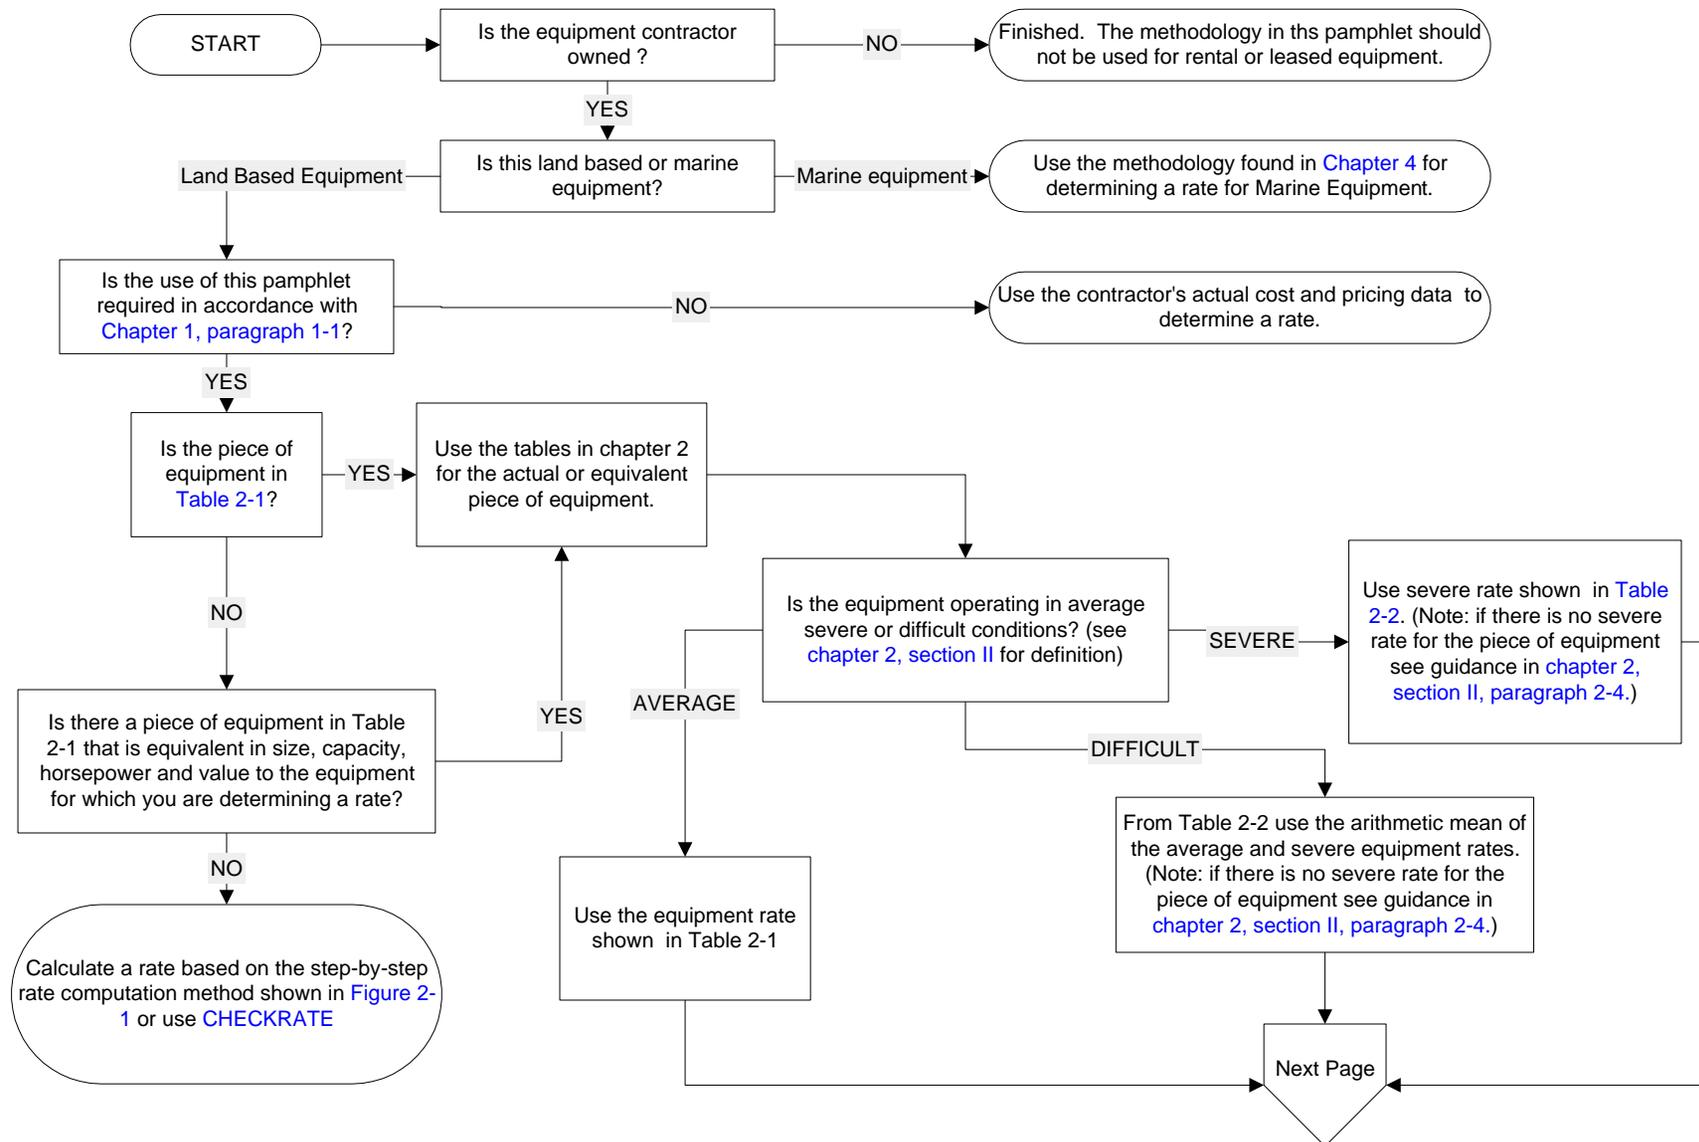 START
Is the equipment contractor
owned ?
NO
Finished.  The methodology in ths pamphlet should
not be used for rental or leased equipment.
YES
Land Based Equipment
Is this land based or marine
equipment?
Marine equipment
Use the methodology found in Chapter 4 for
determining a rate for Marine Equipment.
Is the use of this pamphlet
required in accordance with
Chapter 1, paragraph 1-1?
NO
Use the contractor's actual cost and pricing data  to
determine a rate.
YES
Is the piece of
equipment in
Table 2-1?
YES
Use the tables in chapter 2
for the actual or equivalent
piece of equipment.
NO
Is the equipment operating in average
severe or difficult conditions? (see
chapter 2, section II for definition)
SEVERE
Use severe rate shown  in Table
2-2. (Note: if there is no severe
rate for the piece of equipment
see guidance in chapter 2,
section II, paragraph 2-4.)
Is there a piece of equipment in Table
2-1 that is equivalent in size, capacity,
horsepower and value to the equipment
for which you are determining a rate?
YES
AVERAGE
DIFFICULT
NO
Calculate a rate based on the step-by-step
rate computation method shown in Figure 2-
1 or use CHECKRATE
Use the equipment rate
shown  in Table 2-1
From Table 2-2 use the arithmetic mean of
the average and severe equipment rates.
(Note: if there is no severe rate for the
piece of equipment see guidance in
chapter 2, section II, paragraph 2-4.)
Next Page